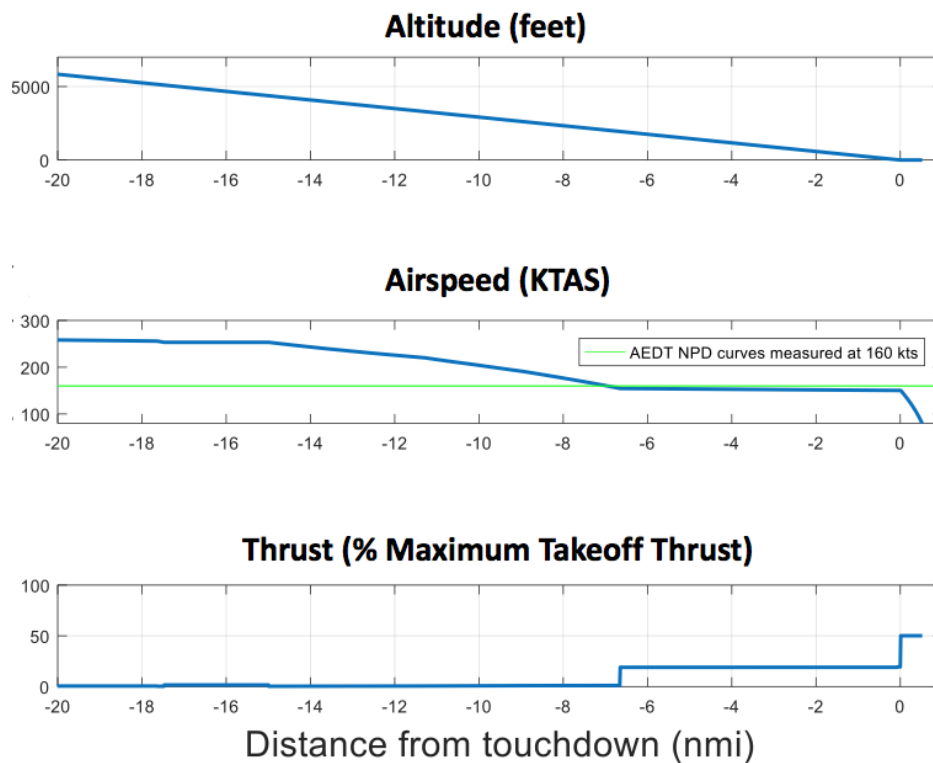 Altitude (feet)
5000
0
-20 -18 -16 -14 -12 -10 -8 -6 -4 -2 0
Airspeed (KTAS)
300
200
100
AEDT NPD curves measured at 160 kts
-20 -18 -16 -14 -12 -10 -8 -6 -4 -2 0
Thrust (% Maximum Takeoff Thrust)
100
50
0
-20 -18 -16 -14 -12 -10 -8 -6 -4 -2 0
Distance from touchdown (nmi)